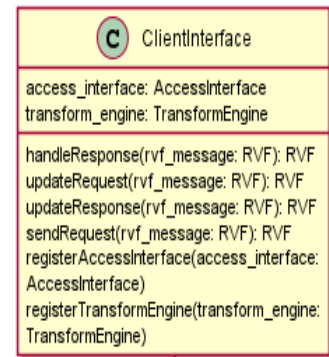 C ClientInterface
access_interface: AccessInterface
transform_engine: TransformEngine
handleResponse(rvf_message: RVF): RVF
updateRequest(rvf_message: RVF): RVF
updateResponse(rvf_message: RVF): RVF
sendRequest(rvf_message: RVF): RVF
registerAccessInterface(access_interface:
AccessInterface)
registerTransformEngine(transform_engine:
TransformEngine)